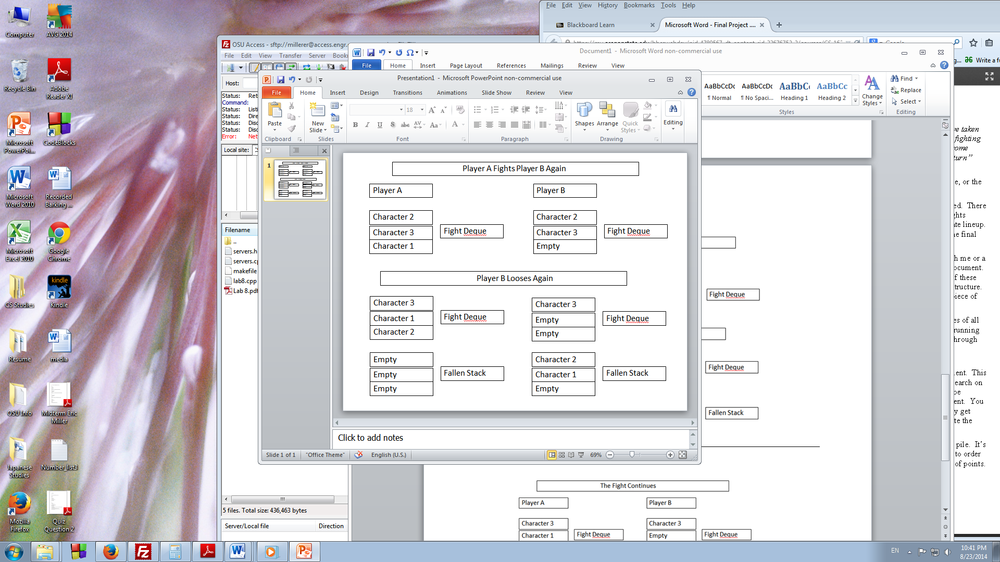 Computer
AVG 2014
Recycle Bin
Adobe
Reader XI
Microsoft
PowerPoi...
CodeBlocks
Microsoft
Word 2010
Recorded
Barking ...
Microsoft
Excel 2010
Google
Chrome
CS Studies
Kindle
Resume
media
OSU Info
Midterm Eric
Miller
Japanese
Studies
Number_list3
Mozilla
Firefox
Quiz
Question 2
File Edit View History Bookmarks Tools Help
Blackboard Learn
Microsoft Word - Final Project ....
Write a fu
OSU Access - sftp://millerer@access.engr.
File Edit View Transfer Server Bookm
Host:
Status: Ret
Command:
Status: Listi
Status: Dire
Status: Disc
Status: Disc
Error: Net
Local site:
Filename
..
servers.h
servers.cp
makefile
lab8.cpp
Lab 8.pdf
5 files. Total size: 436,463 bytes
Server/Local file Direction
Document1 - Microsoft Word non-commercial use
File Home Insert Page Layout References Mailings Review View
AaBbCcDc AaBbCcDc AaBbCc AaBbCc
¶ Normal ¶ No Spaci... Heading 1 Heading 2
Change
Styles
Styles
Find
Replace
Select
Editing
Presentation1 - Microsoft PowerPoint non-commercial use
File Home Insert Design Transitions Animations Slide Show Review View
Paste
Clipboard
New
Slide
Slides
18
Font
Paragraph
Shapes Arrange Quick
Styles
Drawing
Editing
1
Player A Fights Player B Again
Player A
Player B
Character 2
Character 3
Character 1
Fight Deque
Character 2
Character 3
Empty
Fight Deque
Player B Looses Again
Character 3
Character 1
Character 2
Fight Deque
Character 3
Empty
Empty
Fight Deque
Empty
Empty
Empty
Fallen Stack
Character 2
Character 1
Empty
Fallen Stack
Click to add notes
Slide 1 of 1 "Office Theme" English (U.S.) 69%
Fight Deque
Fight Deque
Fallen Stack
The Fight Continues
Player A
Player B
Character 3
Character 1
Fight Deque
Character 3
Empty
Fight Deque
ve taken
fighting
ome
turn”
e, or the
ed. There
ghts
te lineup.
he final
h me or a
ocument.
f these
structure.
piece of
es of all
running
hrough
ent. This
earch on
be
ent. You
y get
te the
pile. It’s
to order
of points.
EN
10:41 PM
8/23/2014